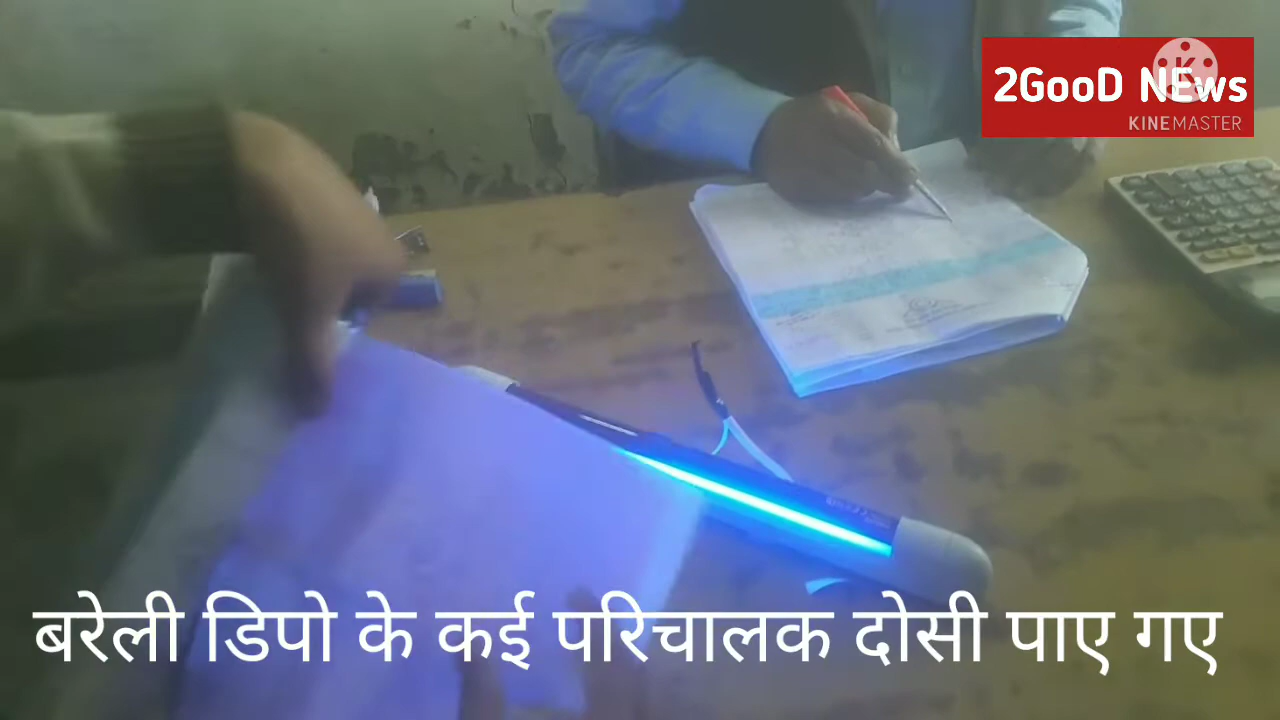 2GooD NEws
KINEMASTER
बरेली डिपो के कई परिचालक दोसी पाए गए